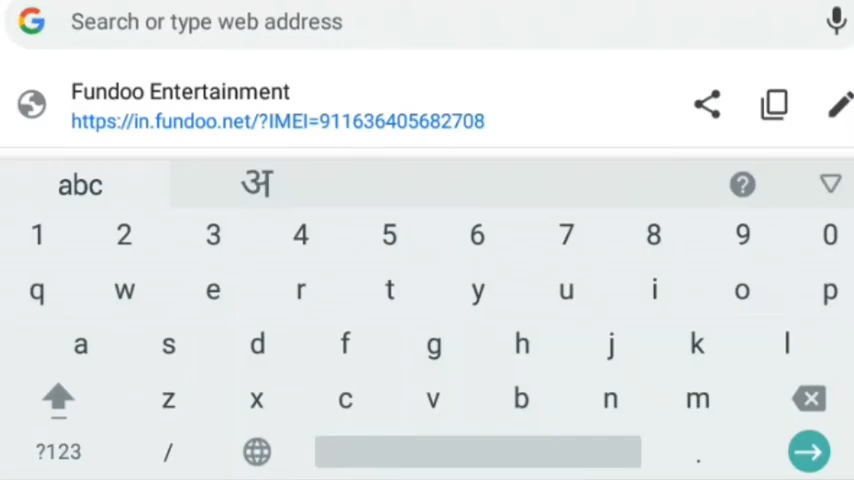 Search or type web address
Fundoo Entertainment
https://in.fundoo.net/?IMEI=911636405682708
abc अ
1 2 3 4 5 6 7 8 9 0
q w e r t y u i o p
a s d f g h j k l
z x c v b n m
?123 / .